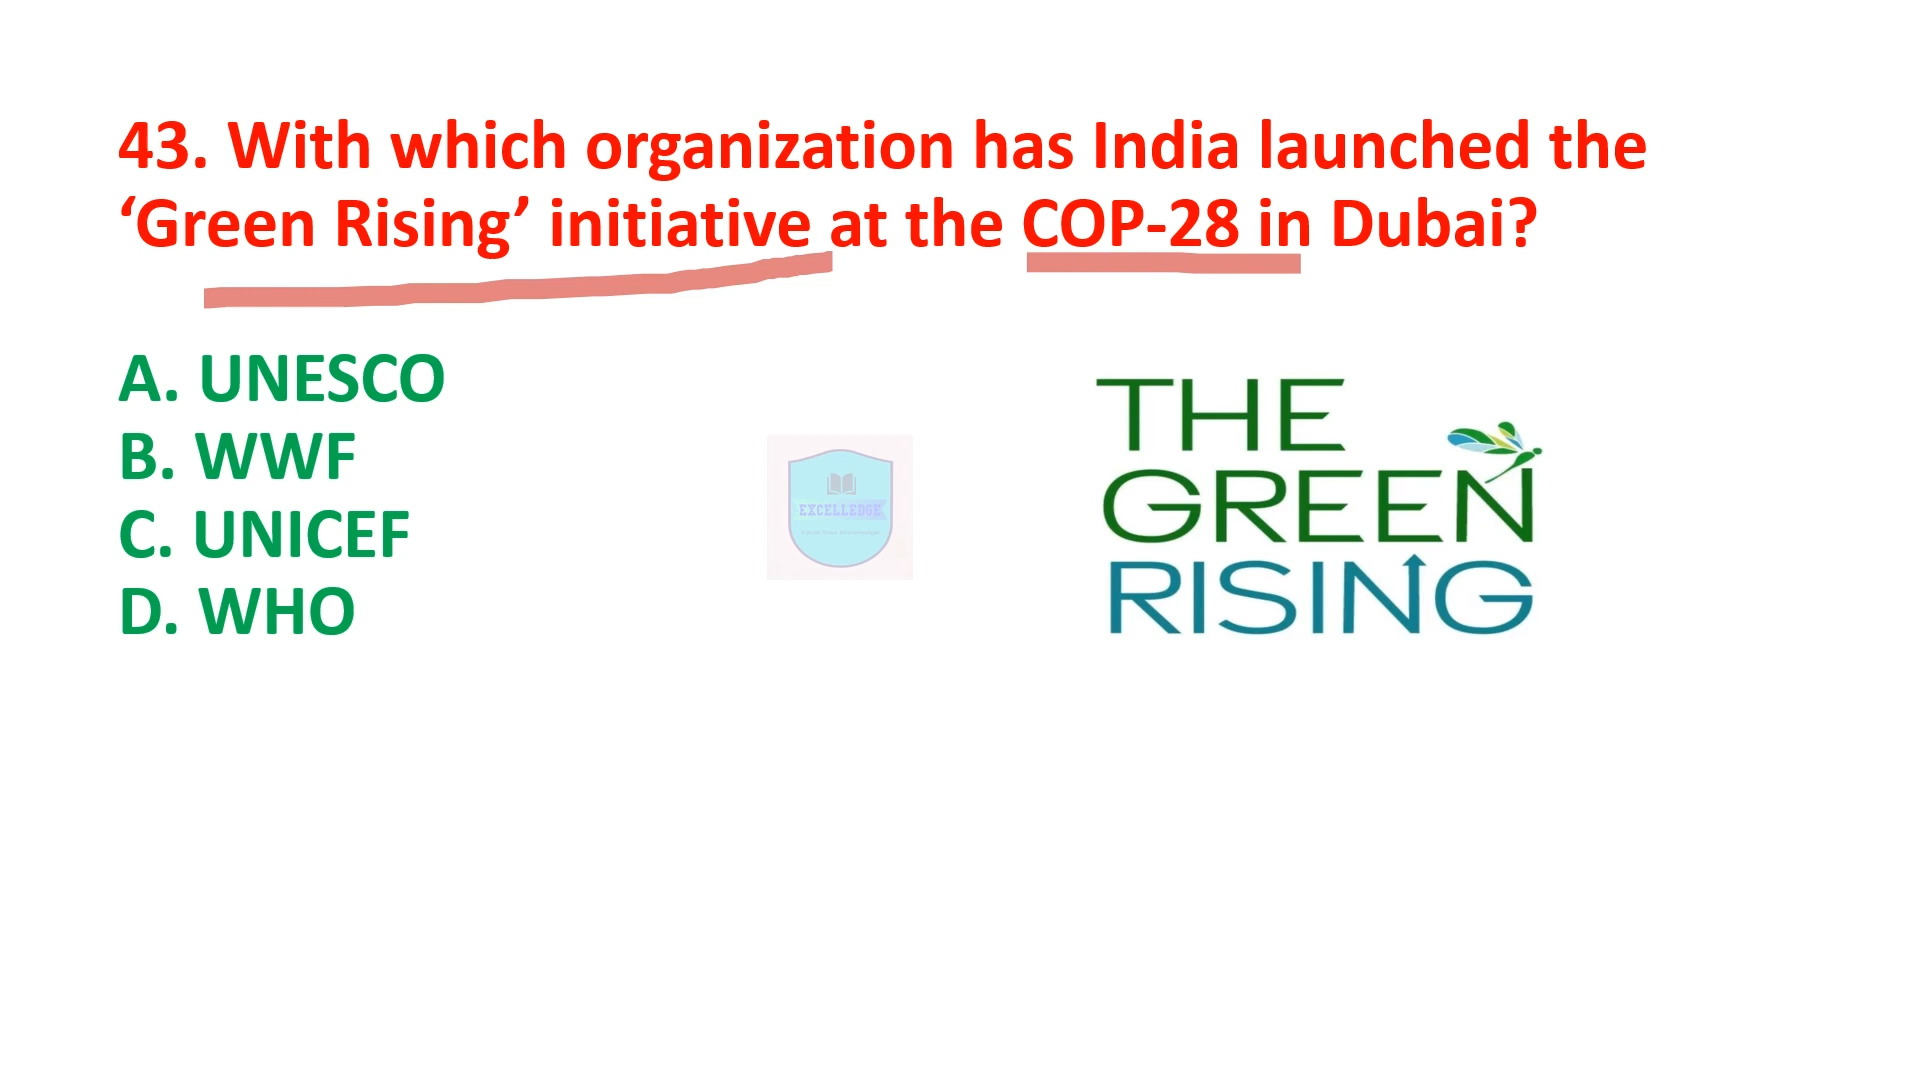 43. With which organization has India launched the
‘Green Rising’ initiative at the COP-28 in Dubai?
A. UNESCO
B. WWF
C. UNICEF
D. WHO
EXCELLEDGE
THE
GREEN
RISING